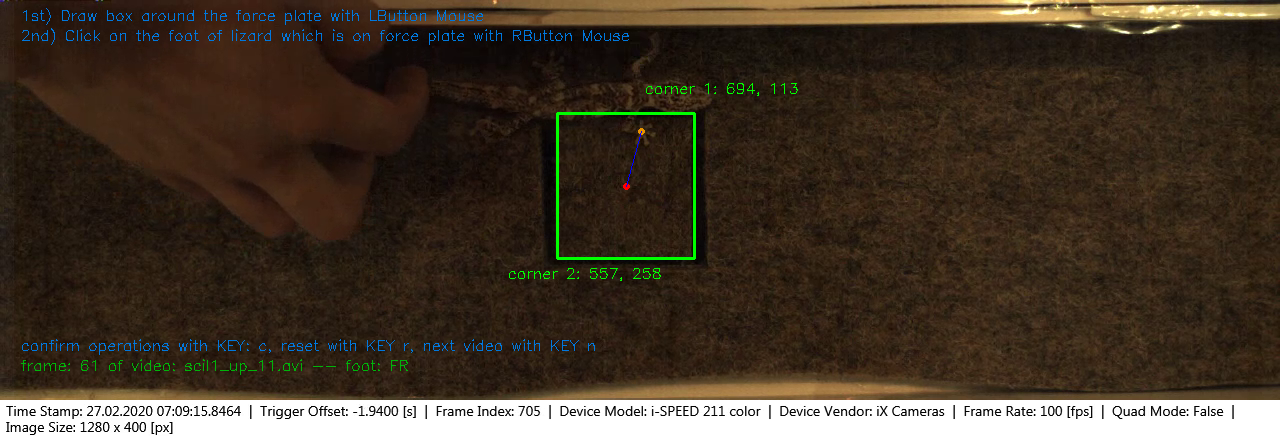 1st) Draw box around the force plate with LButton Mouse
2nd) Click on the foot of lizard which is on force plate with RButton Mouse
corner 1: 694, 113
corner 2: 557, 258
confirm operations with KEY: c, reset with KEY r, next video with KEY n
frame: 61 of video: scil1_up_11.avi -- foot: FR
Time Stamp: 27.02.2020 07:09:15.8464 | Trigger Offset: -1.9400 [s] | Frame Index: 705 | Device Model: i-SPEED 211 color | Device Vendor: iX Cameras | Frame Rate: 100 [fps] | Quad Mode: False |
Image Size: 1280 x 400 [px]